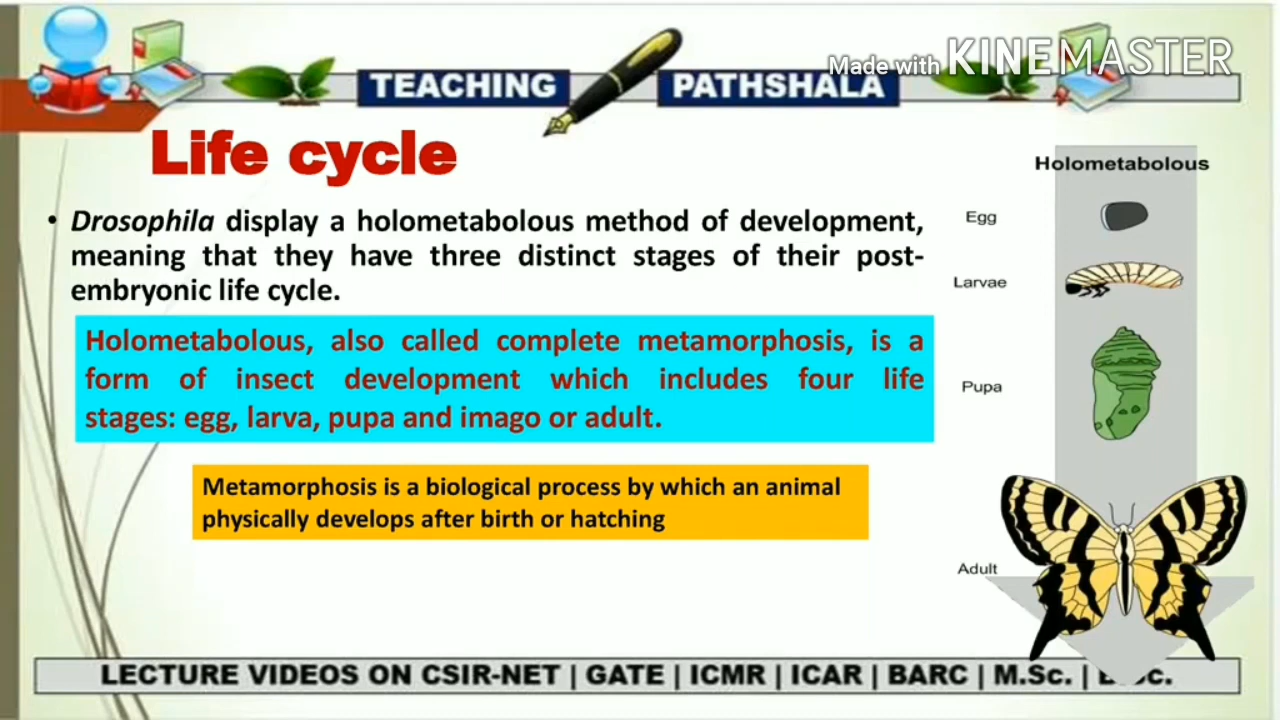 Made with KINEMASTER
TEACHING PATHSHALA
Life cycle
• Drosophila display a holometabolous method of development,
meaning that they have three distinct stages of their post-
embryonic life cycle.
Holometabolous, also called complete metamorphosis, is a
form of insect development which includes four life
stages: egg, larva, pupa and imago or adult.
Metamorphosis is a biological process by which an animal
physically develops after birth or hatching
Holometabolous
Egg
Larvae
Pupa
Adult
LECTURE VIDEOS ON CSIR-NET | GATE | ICMR | ICAR | BARC | M.Sc. |